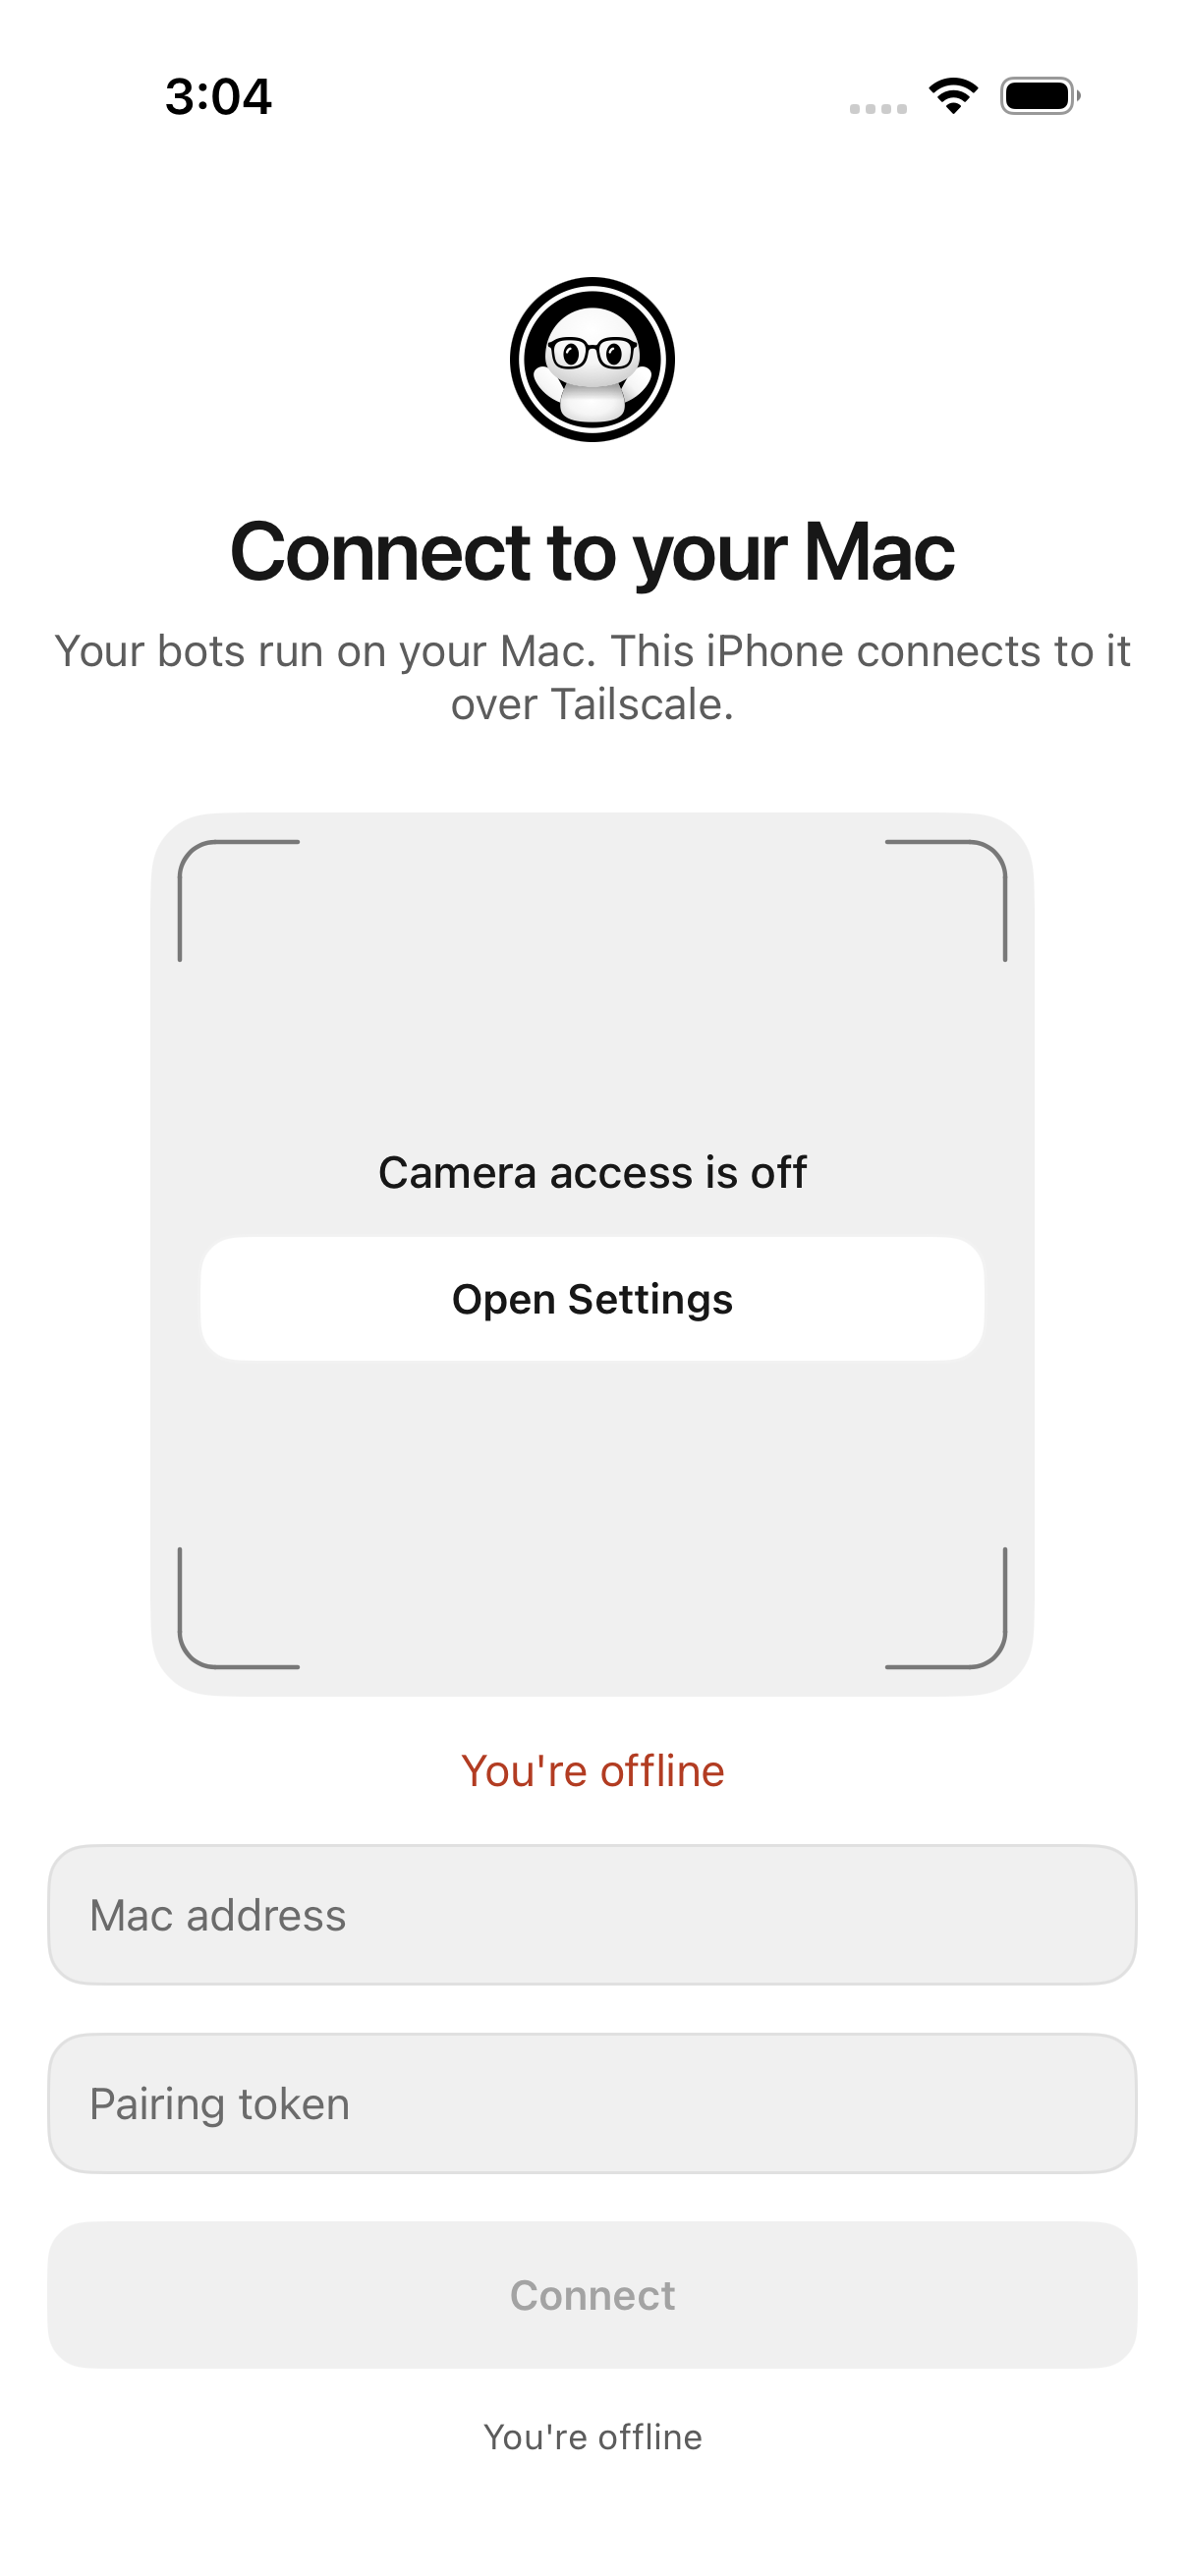 3:04
Connect to your Mac
Your bots run on your Mac. This iPhone connects to it
over Tailscale.
Camera access is off
Open Settings
You're offline
Mac address
Pairing token
Connect
You're offline